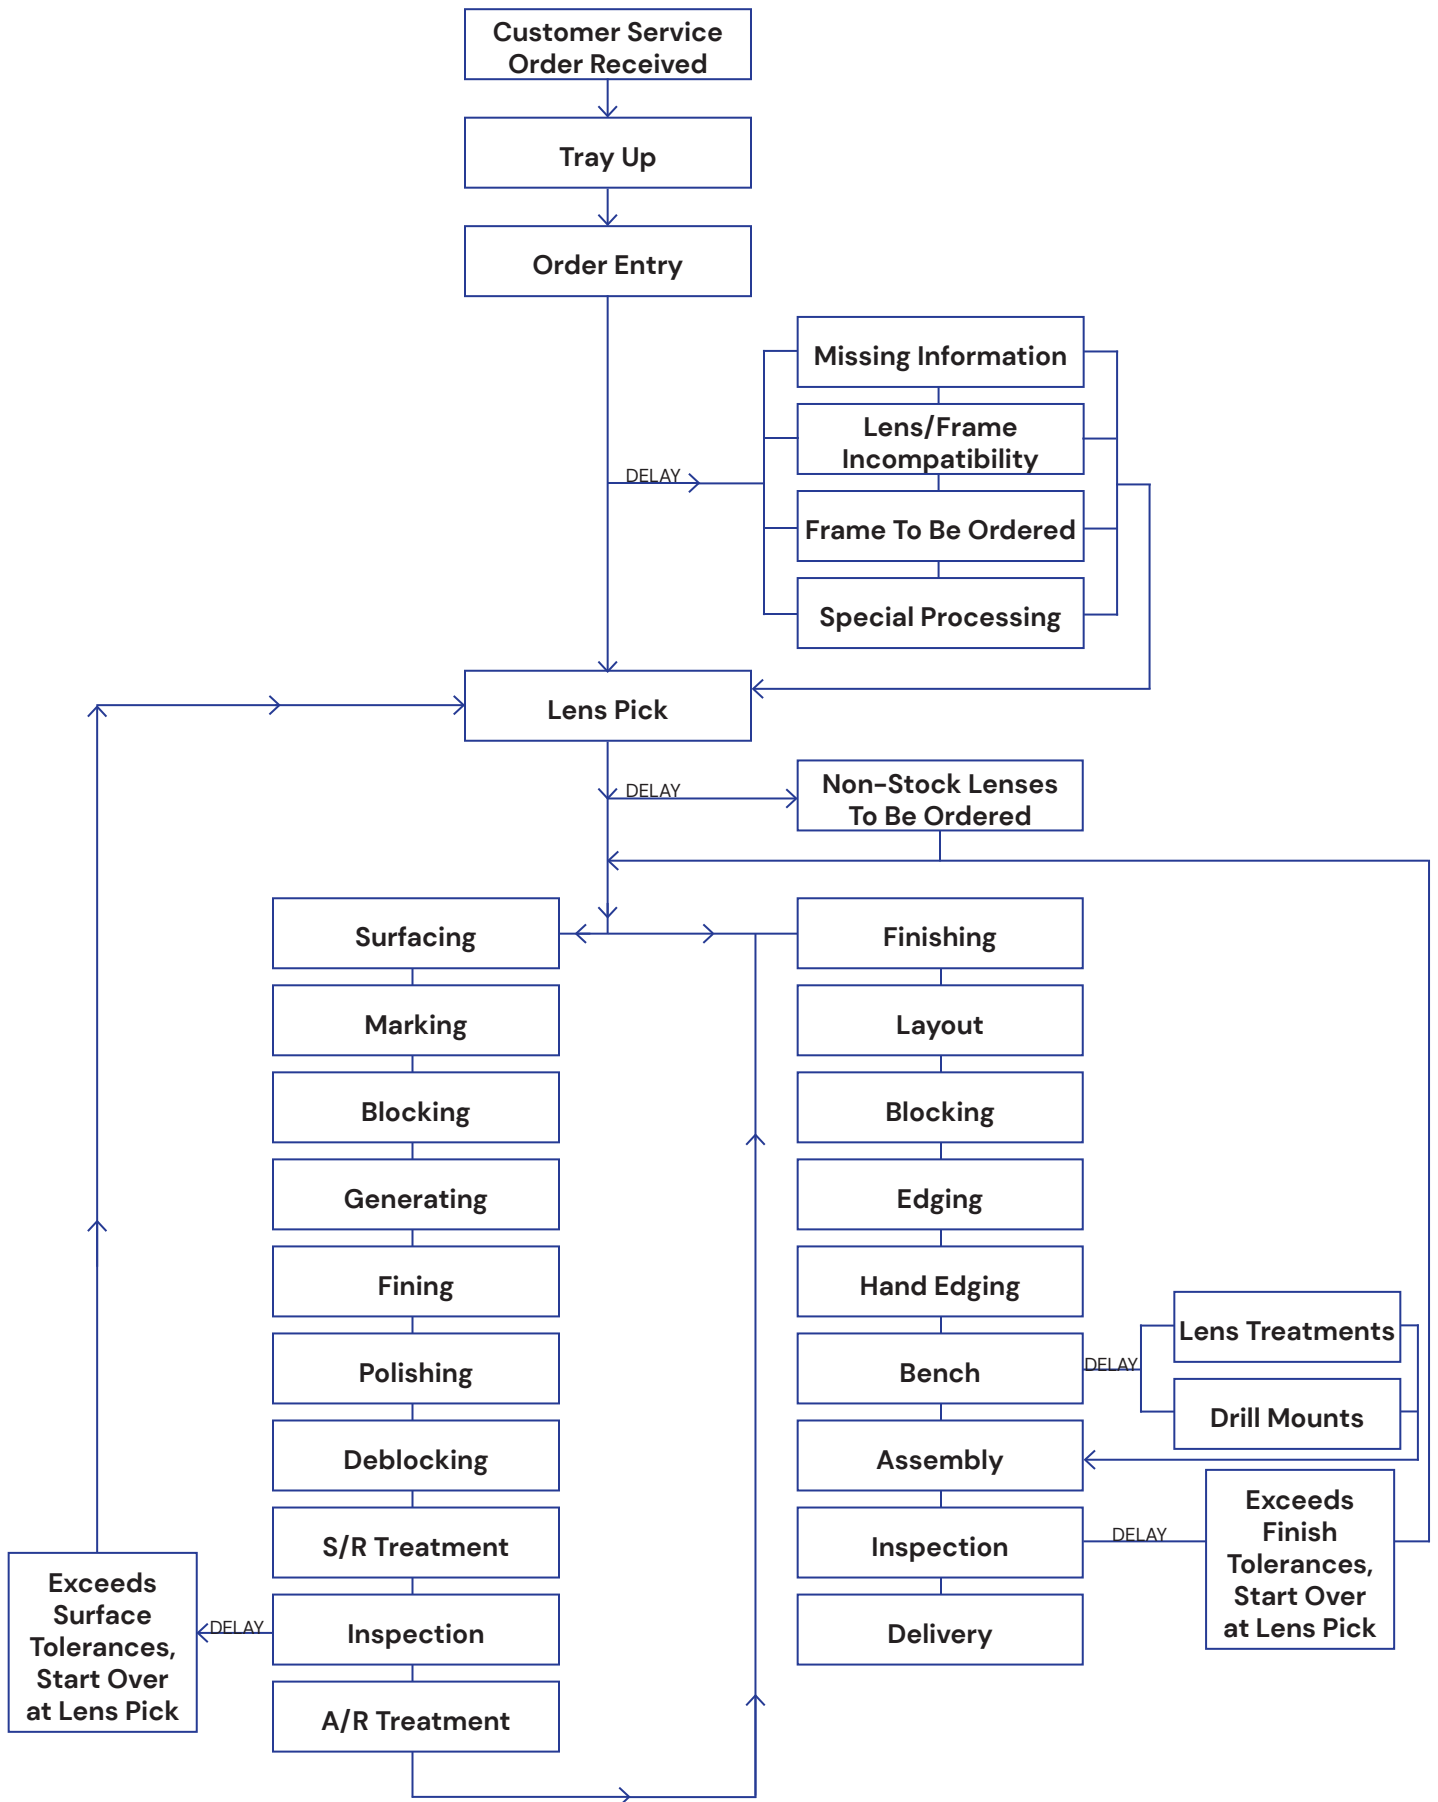 Customer Service
Order Received
Tray Up
Order Entry
Missing Information
Lens/Frame
Incompatibility
DELAY
Frame To Be Ordered
Special Processing
Lens Pick
DELAY
Non-Stock Lenses
To Be Ordered
Surfacing
Marking
Blocking
Generating
Fining
Polishing
Deblocking
S/R Treatment
Inspection
A/R Treatment
DELAY
Exceeds
Surface
Tolerances,
Start Over
at Lens Pick
Finishing
Layout
Blocking
Edging
Hand Edging
Bench
Assembly
Inspection
Delivery
DELAY
Lens Treatments
Drill Mounts
DELAY
Exceeds
Finish
Tolerances,
Start Over
at Lens Pick